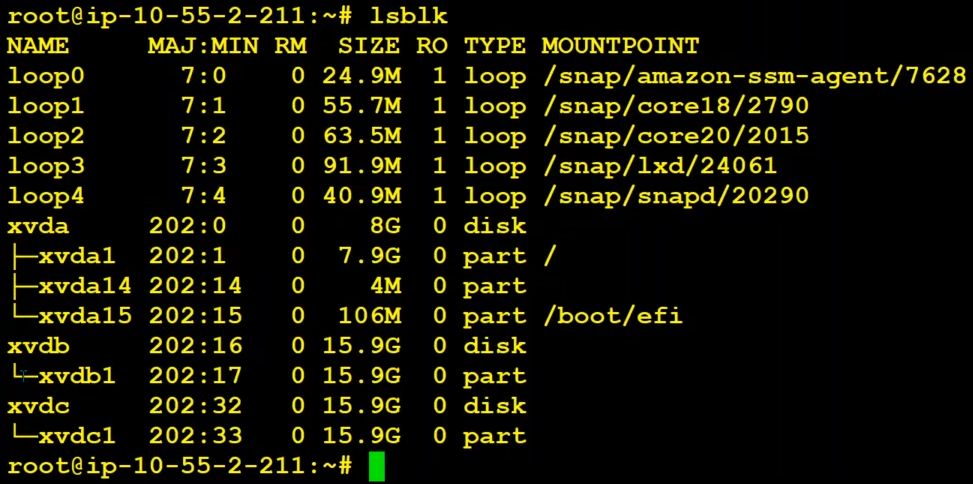 root@ip-10-55-2-211:~# lsblk
NAME     MAJ:MIN RM   SIZE RO TYPE MOUNTPOINT
loop0      7:0    0  24.9M  1 loop /snap/amazon-ssm-agent/7628
loop1      7:1    0  55.7M  1 loop /snap/core18/2790
loop2      7:2    0  63.5M  1 loop /snap/core20/2015
loop3      7:3    0  91.9M  1 loop /snap/lxd/24061
loop4      7:4    0  40.9M  1 loop /snap/snapd/20290
xvda     202:0    0     8G  0 disk
├─xvda1  202:1    0   7.9G  0 part /
├─xvda14 202:14   0     4M  0 part
└─xvda15 202:15   0   106M  0 part /boot/efi
xvdb     202:16   0  15.9G  0 disk
└─xvdb1  202:17   0  15.9G  0 part
xvdc     202:32   0  15.9G  0 disk
└─xvdc1  202:33   0  15.9G  0 part
root@ip-10-55-2-211:~#